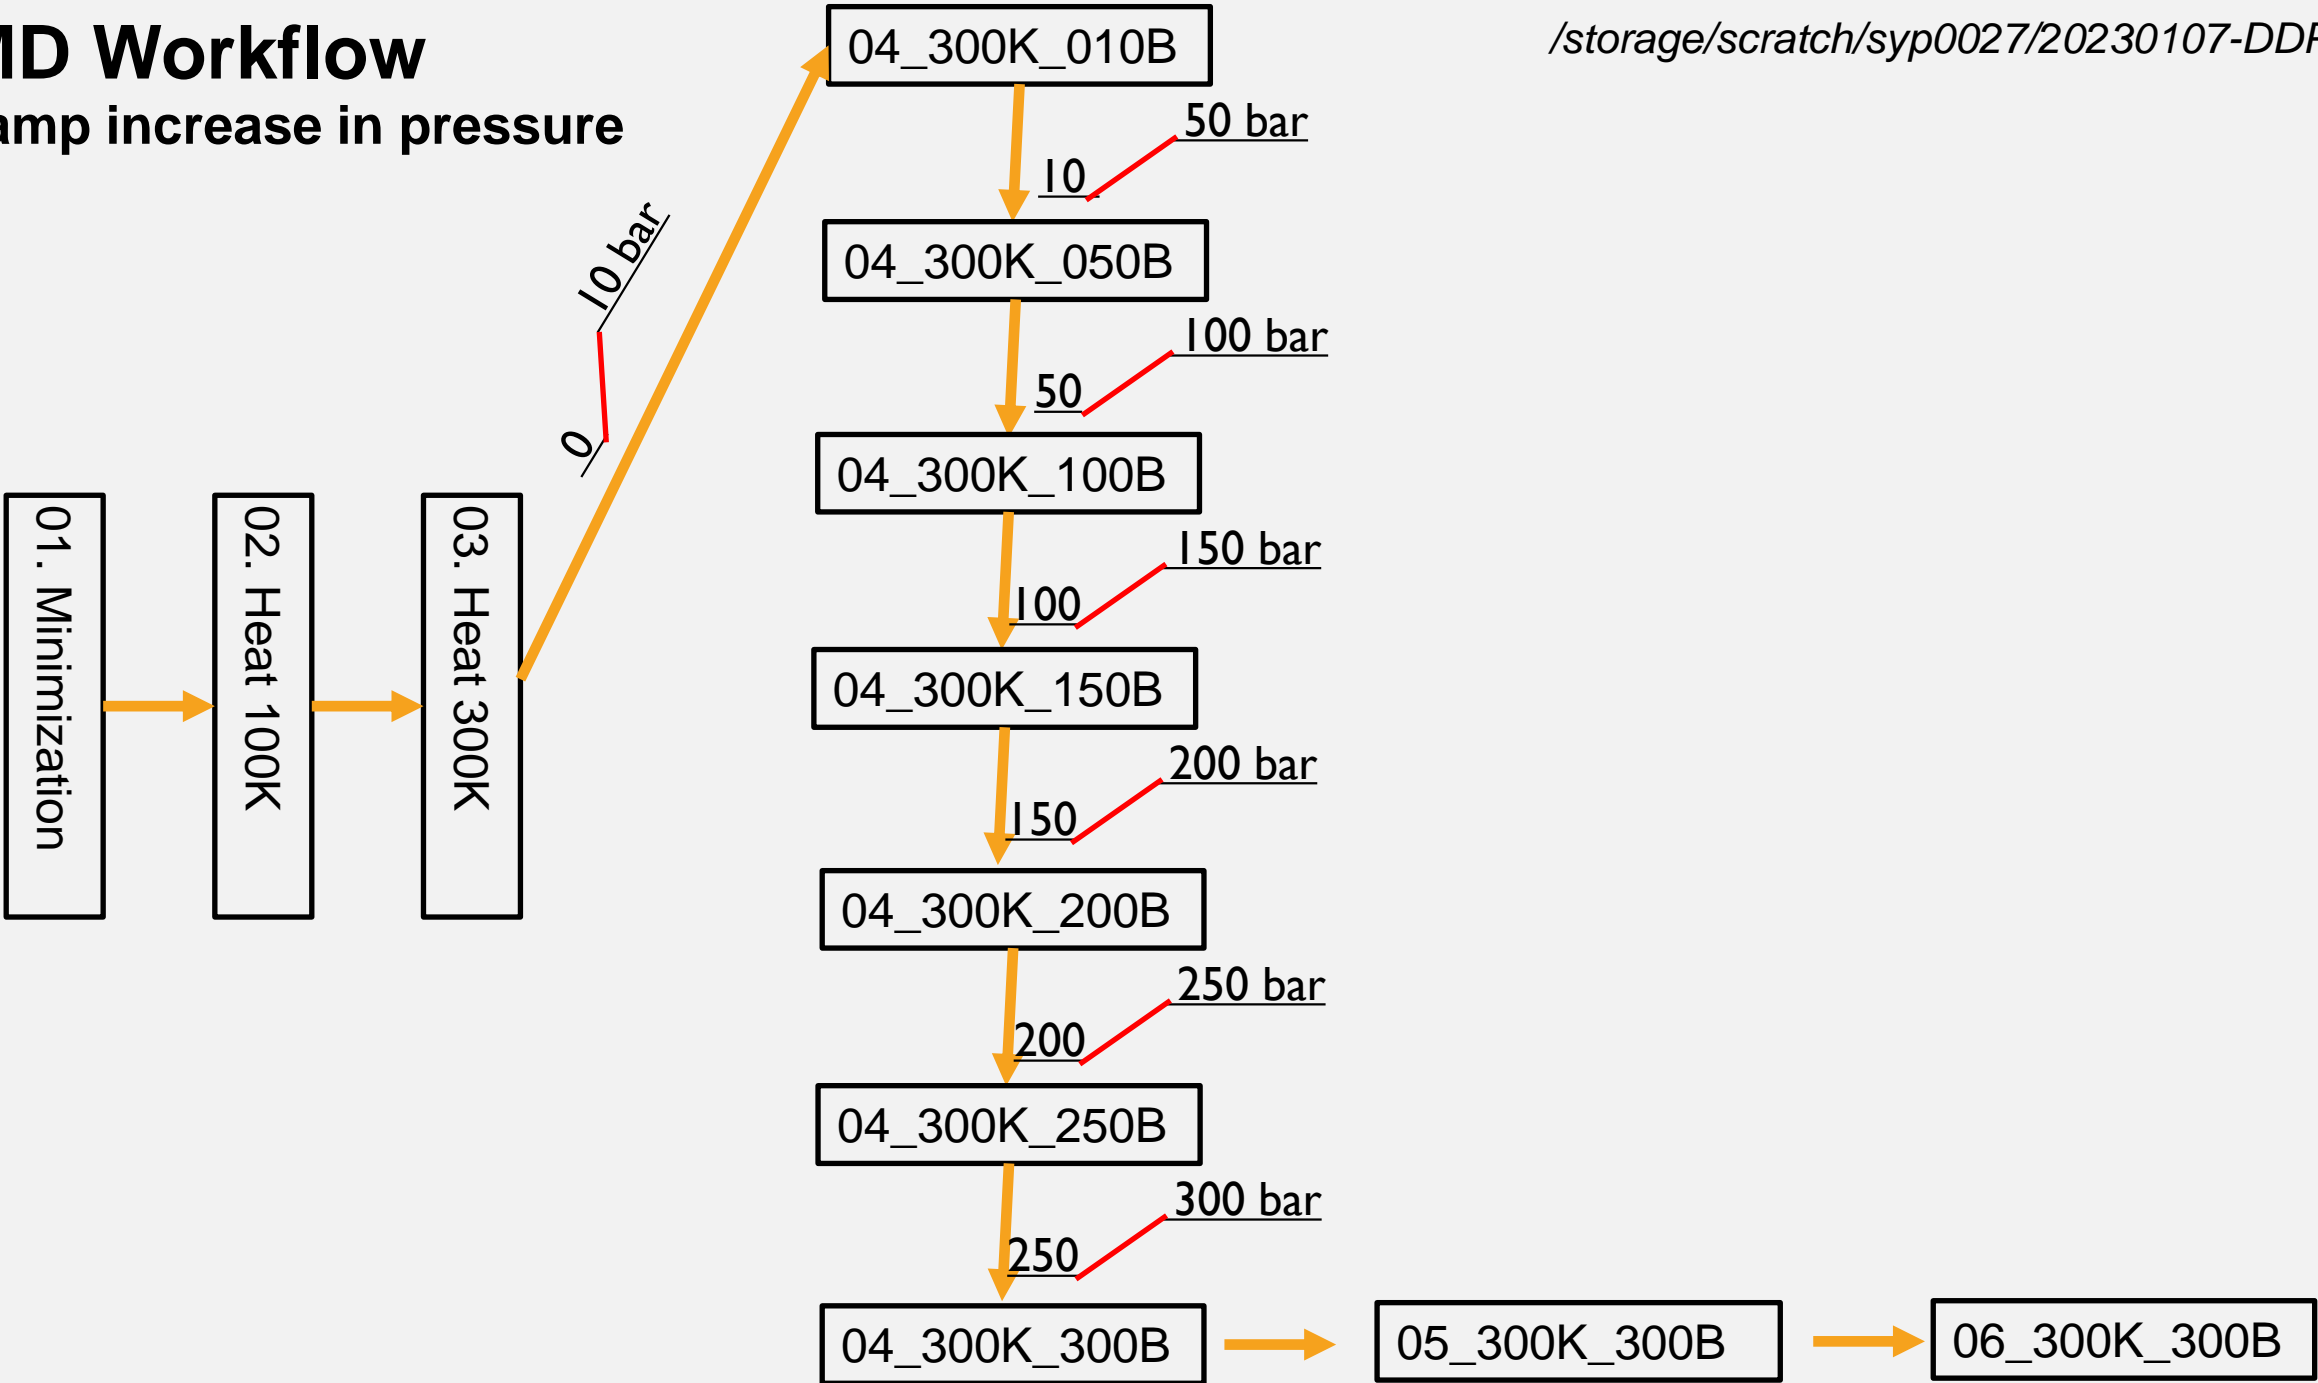 MD Workflow
amp increase in pressure
/storage/scratch/syp0027/20230107-DDP
01. Minimization
02. Heat 100K
03. Heat 300K
0
10 bar
04_300K_010B
10
50 bar
04_300K_050B
50
100 bar
04_300K_100B
100
150 bar
04_300K_150B
150
200 bar
04_300K_200B
200
250 bar
04_300K_250B
250
300 bar
04_300K_300B
05_300K_300B
06_300K_300B